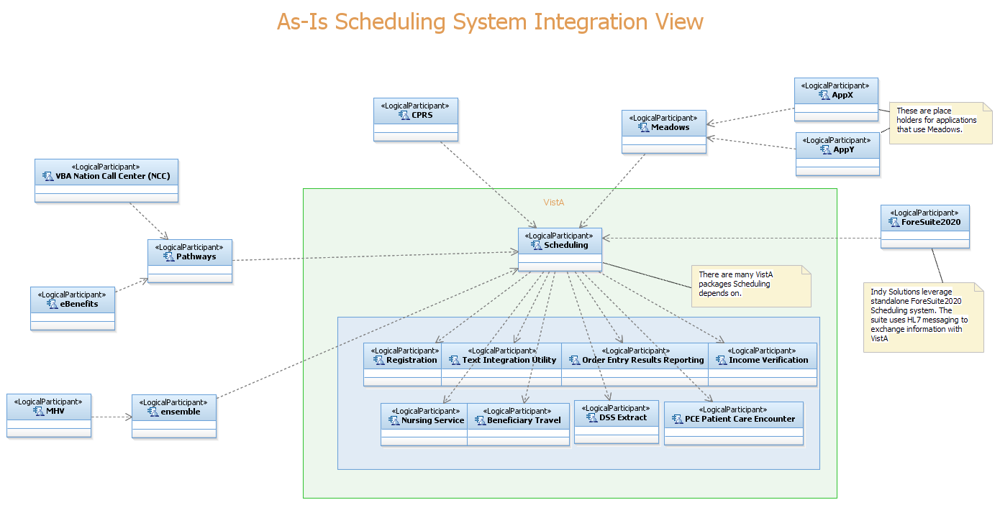 As-Is Scheduling System Integration View
«LogicalParticipant»
AppX
These are place
holders for applications
that use Meadows.
«LogicalParticipant»
CPRS
«LogicalParticipant»
Meadows
«LogicalParticipant»
AppY
«LogicalParticipant»
VBA Nation Call Center (NCC)
VistA
«LogicalParticipant»
ForeSuite2020
«LogicalParticipant»
Scheduling
«LogicalParticipant»
Pathways
There are many VistA
packages Scheduling
depends on.
«LogicalParticipant»
eBenefits
Indy Solutions leverage
standalone ForeSuite2020
Scheduling system. The
suite uses HL7 messaging to
exchange information with
VistA
«LogicalParticipant»
Registration
«LogicalParticipant»
Text Integration Utility
«LogicalParticipant»
Order Entry Results Reporting
«LogicalParticipant»
Income Verification
«LogicalParticipant»
MHV
«LogicalParticipant»
ensemble
«LogicalParticipant»
Nursing Service
«LogicalParticipant»
Beneficiary Travel
«LogicalParticipant»
DSS Extract
«LogicalParticipant»
PCE Patient Care Encounter